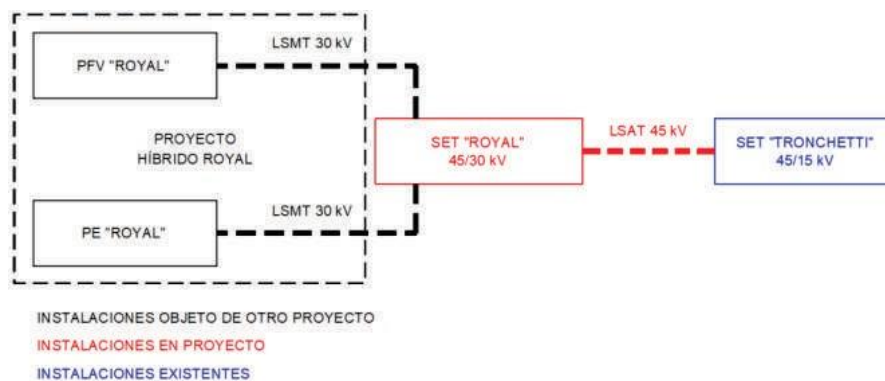 LSMT 30 kV
PFV "ROYAL"
PROYECTO
HÍBRIDO ROYAL
SET "ROYAL"
45/30 kV
LSAT 45 kV
SET "TRONCHETTI"
45/15 kV
LSMT 30 kV
PE "ROYAL"
INSTALACIONES OBJETO DE OTRO PROYECTO
INSTALACIONES EN PROYECTO
INSTALACIONES EXISTENTES